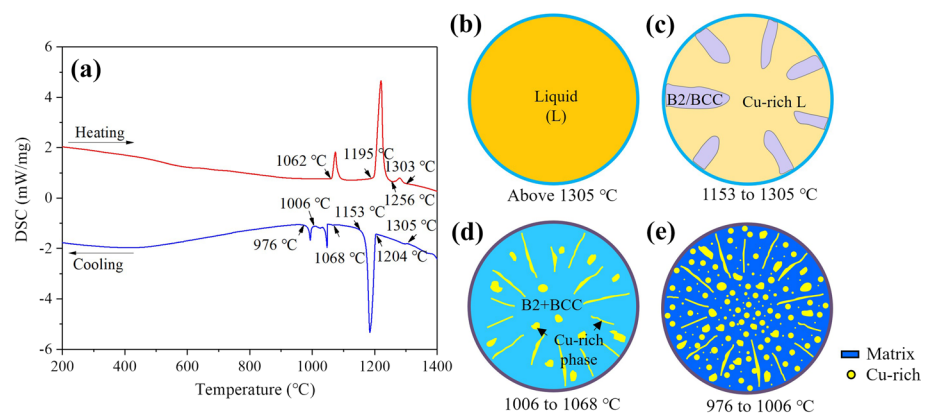 (a)
6
4
2
0
-2
-4
-6
DSC (mW/mg)
200
400
600
800
1000
1200
1400
Temperature (℃)
Heating
Cooling
1062 ℃
1195 ℃
1303 ℃
1256 ℃
1006 ℃
1153 ℃
1305 ℃
976 ℃
1068 ℃
1204 ℃
(b)
Liquid
(L)
Above 1305 ℃
(c)
B2/BCC
Cu-rich L
1153 to 1305 ℃
(d)
B2+BCC
Cu-rich
phase
1006 to 1068 ℃
(e)
976 to 1006 ℃
Matrix
Cu-rich